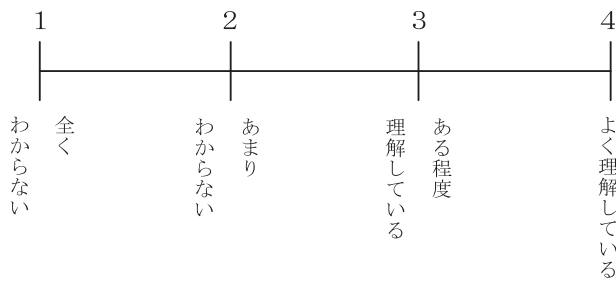 1
2
3
4
全く
わからない
あまり
わからない
ある程度
理解している
よく理解している